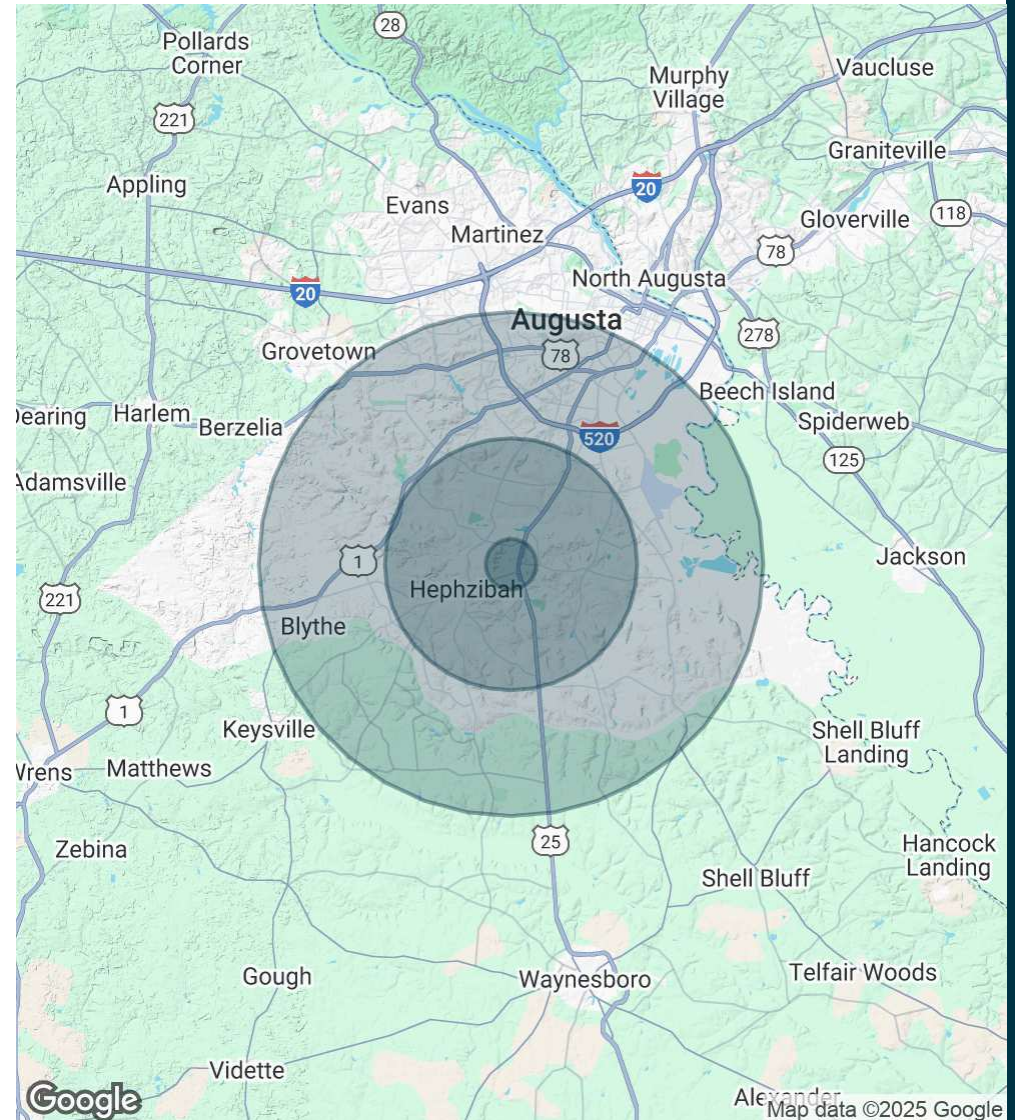 28
Pollards
Corner
Murphy
Village
Vaucluse
221
Graniteville
Appling
20
Evans
Gloverville
118
Martinez
78
North Augusta
20
Augusta
278
Grovetown
78
Beech Island
Dearing
Harlem
Berzelia
Spiderweb
520
125
Adamsville
Jackson
1
Hephzibah
221
Blythe
1
Keysville
Shell Bluff
Landing
Wrens
Matthews
25
Zebina
Hancock
Landing
Shell Bluff
Gough
Waynesboro
Telfair Woods
Vidette
Google
Alexander
Map data ©2025 Google